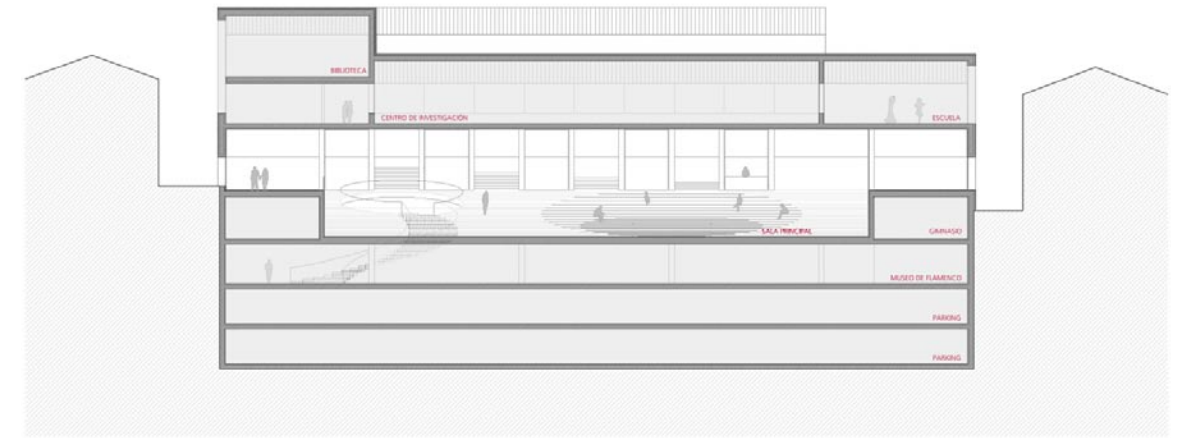 BIBLIOTECA
CENTRO DE INVESTIGACIÓN
ESCUELA
SALA PRINCIPAL
GIMNASIO
MUSEO DE FLAMENCO
PARKING
PARKING